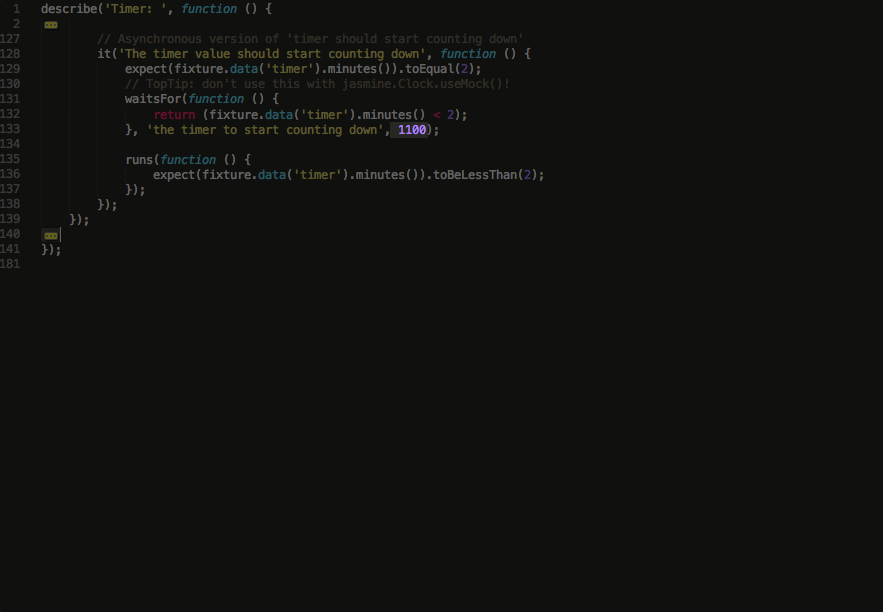 1 describe('Timer: ', function () {
2 ...
127 // Asynchronous version of 'timer should start counting down'
128 it('The timer value should start counting down', function () {
129 expect(fixture.data('timer').minutes()).toEqual(2);
130 // TopTip: don't use this with jasmine.Clock.useMock()!
131 waitsFor(function () {
132 return (fixture.data('timer').minutes() < 2);
133 }, 'the timer to start counting down', 1100);
134
135 runs(function () {
136 expect(fixture.data('timer').minutes()).toBeLessThan(2);
137 });
138 });
139 });
140 ...
141 });
181